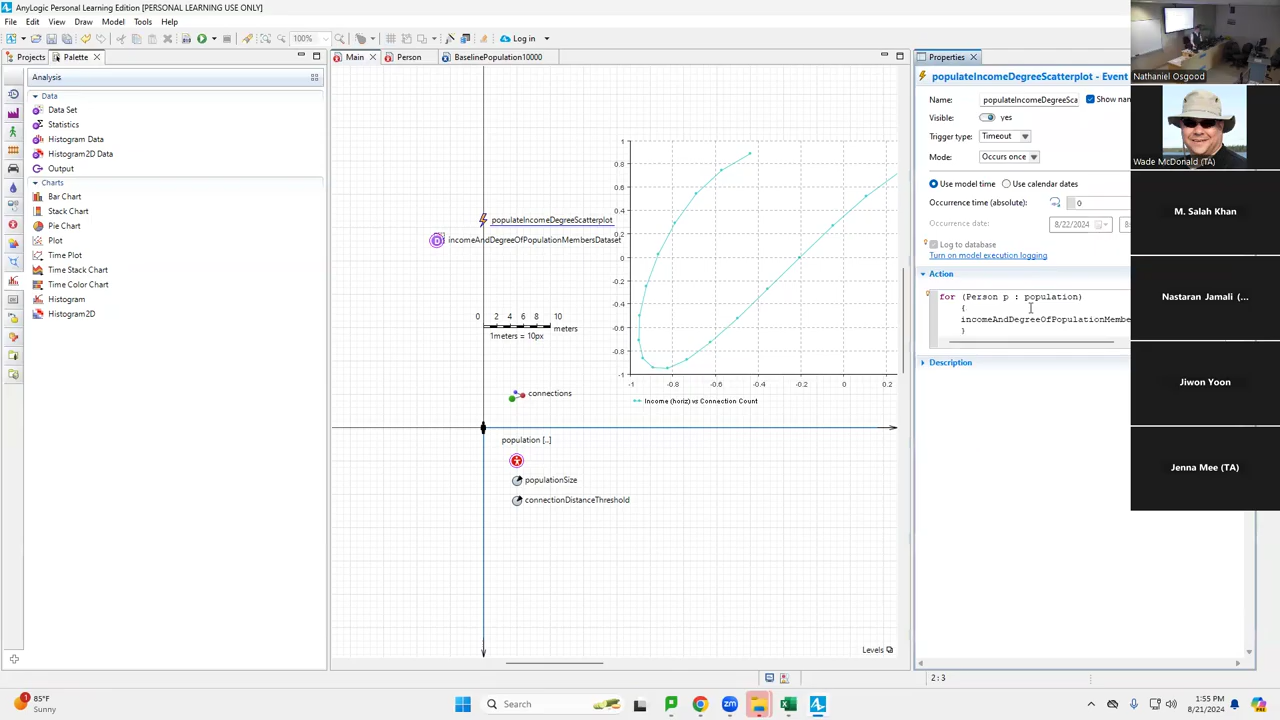 AnyLogic Personal Learning Edition [PERSONAL LEARNING USE ONLY]
File Edit View Draw Model Tools Help
100% Log in
Projects Palette Main Person BaselinePopulation10000 Properties
Analysis
Data
Data Set
Statistics
Histogram Data
Histogram2D Data
Output
Charts
Bar Chart
Stack Chart
Pie Chart
Plot
Time Plot
Time Stack Chart
Time Color Chart
Histogram
Histogram2D
populateIncomeDegreeScatterplot
incomeAndDegreeOfPopulationMembersDataset
0 5 10
meters
1meters = 10px
connections
population [..]
populationSize
connectionDistanceThreshold
1
0.8
0.6
0.4
0.2
0
-0.2
-0.4
-0.6
-0.8
-1
-1 -0.8 -0.6 -0.4 -0.2 0 0.2
Income (horiz) vs Connection Count
Levels
populateIncomeDegreeScatterplot - Event
Name: populateIncomeDegreeSca Show nam
Visible: yes
Trigger type: Timeout
Mode: Occurs once
Use model time Use calendar dates
Occurrence time (absolute): 0
Occurrence date: 8/22/2024 8:
Log to database
Turn on model execution logging
Action
for (Person p : population)
{
incomeAndDegreeOfPopulationMembe
}
Description
2:3
Nathaniel Osgood
Wade McDonald (TA)
M. Salah Khan
Nastaran Jamali (...
Jiwon Yoon
Jenna Mee (TA)
1
85°F
Sunny
Search
1:55 PM
8/21/2024